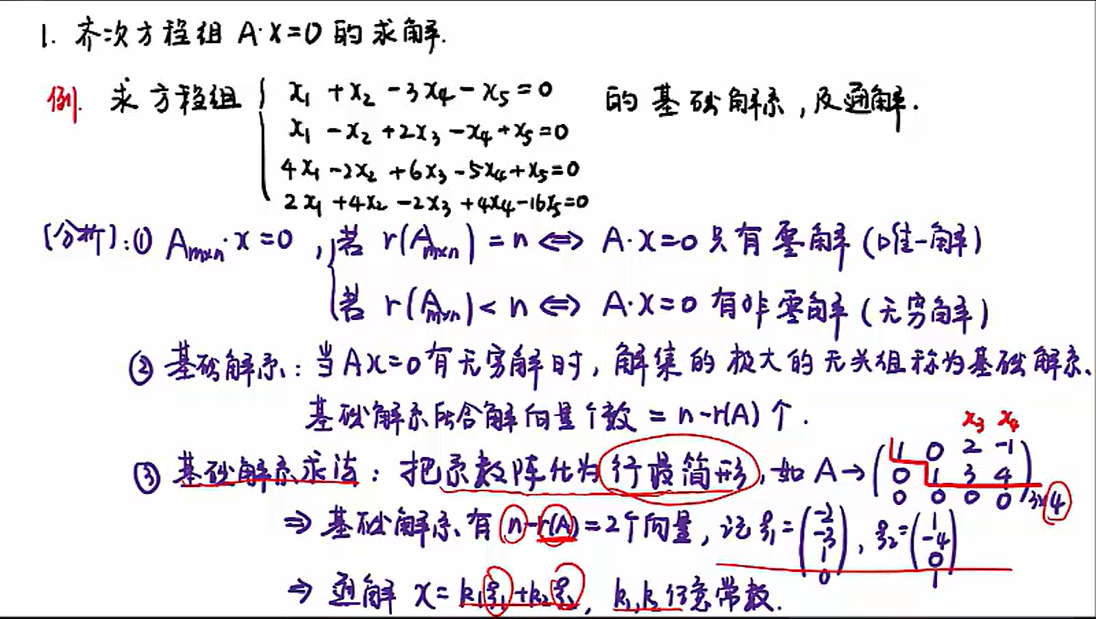 1. 齐次方程组 A·x=0 的求解.
例. 求方程组 { x₁ +x₂ -3x₄-x₅=0 的基础解系,及通解.
x₁ -x₂ +2x₃ -x₄+x₅=0
4x₁-2x₂ +6x₃-5x₄+x₅=0
2x₁+4x₂-2x₃+4x₄-16x₅=0
[分析]:① Aₘₓₙ·x=0 , { 若 r(Aₘₓₙ)=n ⇔ A·x=0 只有零解 (唯一解)
若 r(Aₘₓₙ)<n ⇔ A·x=0 有非零解 (无穷解)
② 基础解系: 当Ax=0有无穷解时, 解集的极大的无关组称为基础解系.
基础解系所含解向量个数 = n-r(A) 个.
x₃ x₄
③ 基础解系求法: 把系数阵化为行最简形, 如 A→ (1 0 2 -1
0 1 3 4
0 0 0 0)3×4
⇒ 基础解系有 n-r(A)=2个向量, 记 ξ₁=(-2 -3 1 0), ξ₂=(1 -4 0 1)
⇒ 通解 x=k₁ξ₁+k₂ξ₂, k₁,k₂任意常数.